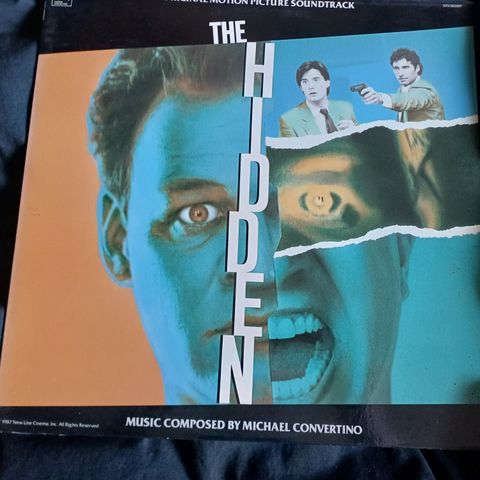 ORIGINAL MOTION PICTURE SOUNDTRACK
THE
HIDDEN
MUSIC COMPOSED BY MICHAEL CONVERTINO
1987 New Line Cinema, Inc. All Rights Reserved